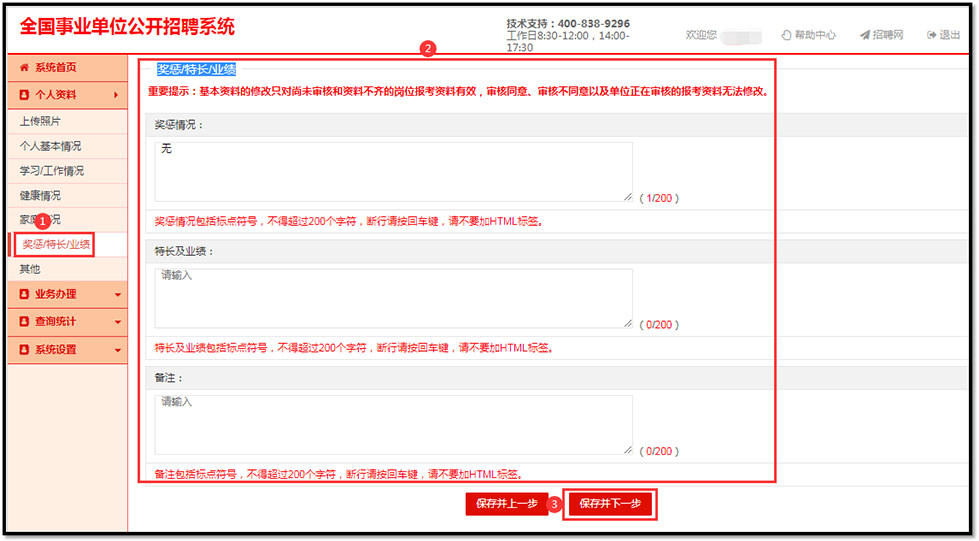 全国事业单位公开招聘系统
技术支持：400-838-9296
工作日8:30-12:00，14:00-
17:30
欢迎您
帮助中心
招聘网
退出
2
系统首页
个人资料
上传照片
个人基本情况
学习/工作情况
健康情况
家庭情况
1
奖惩/特长/业绩
其他
业务办理
查询统计
系统设置
奖惩/特长/业绩
重要提示：基本资料的修改只对尚未审核和资料不齐的岗位报考资料有效，审核同意、审核不同意以及单位正在审核的报考资料无法修改。
奖惩情况：
无
（1/200）
奖惩情况包括标点符号，不得超过200个字符，断行请按回车键，请不要加HTML标签。
特长及业绩：
请输入
（0/200）
特长及业绩包括标点符号，不得超过200个字符，断行请按回车键，请不要加HTML标签。
备注：
请输入
（0/200）
备注包括标点符号，不得超过200个字符，断行请按回车键，请不要加HTML标签。
保存并上一步
3
保存并下一步